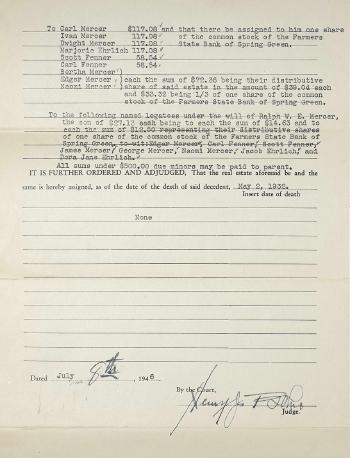 To Carl Mercer $117.08 and that there be assigned to him one share
Ivan Mercer 117.08 of the common stock of the Farmers
Dwight Mercer 117.08 State Bank of Spring Green.
Marjorie Ehrlich 117.08
Scott Fenner 58.54
Carl Fenner 58.54
Bertha Mercer)
Edgar Mercer) each the sum of $72.36 being their distributive
Naomi Mercer) share of said estate in the amount of $39.04 each
and $33.32 being 1/3 of one share of the common
stock of the Farmers State Bank of Spring Green.
To the following named Legatees under the will of Ralph W. E. Mercer,
the son of $27.13 each being to each the sum of $14.63 and to
each the sum of $12.50 representing their distributive shares
of one share of the common stock of the Farmers State Bank of
Spring Green, to-wit: Edgar Mercer, Carl Fenner, Scott Fenner,
James Mercer, George Mercer, Naomi Mercer, Jacob Ehrlich, and
Dora Jane Ehrlich.
All sums under $500.00 due minors may be paid to parent.
IT IS FURTHER ORDERED AND ADJUDGED, That the real estate aforesaid be and the
same is hereby assigned, as of the date of the death of said decedent, May 2, 1932.
Insert date of death
None
Dated July 9th, 1946
By the Court,
Judge.